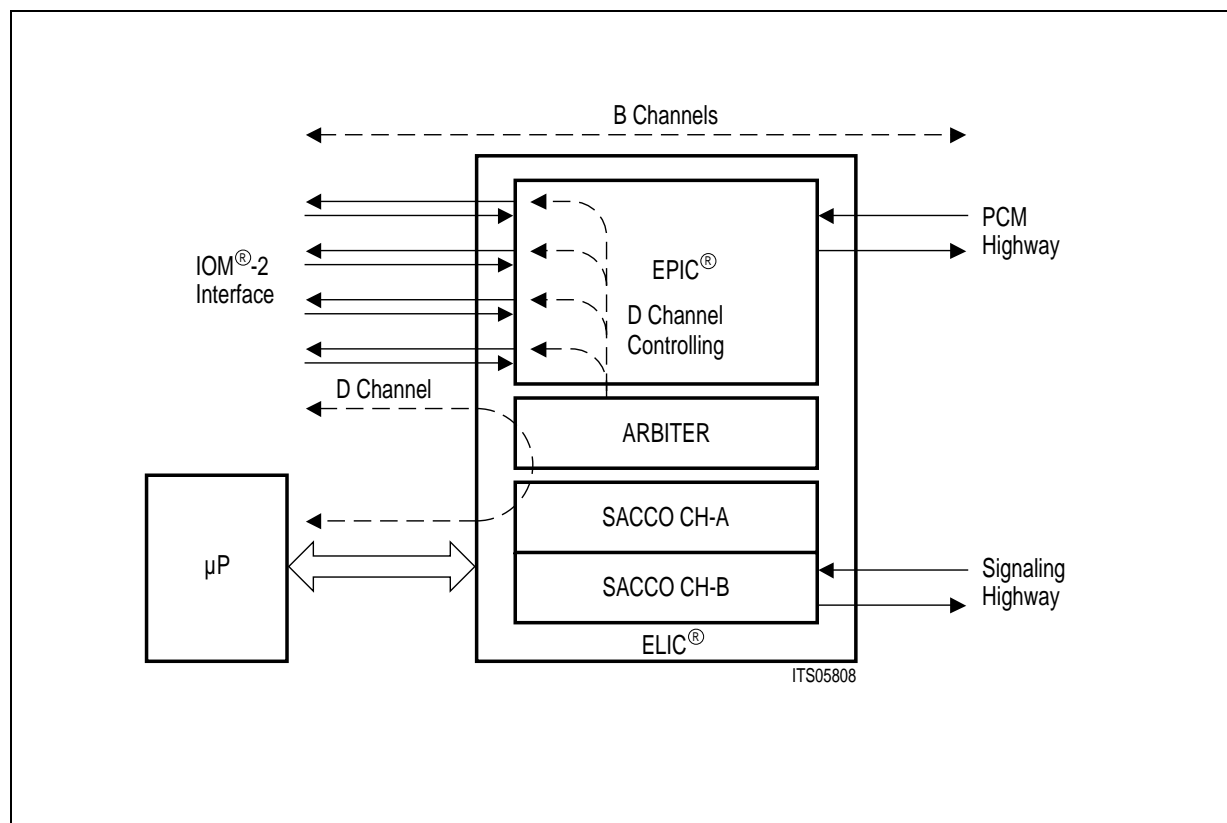 B Channels
IOM®-2
Interface
EPIC®
D Channel
Controlling
PCM
Highway
D Channel
ARBITER
SACCO CH-A
µP
SACCO CH-B
Signaling
Highway
ELIC®
ITS05808